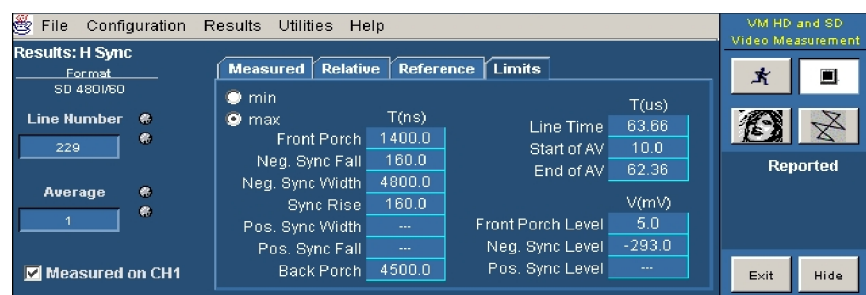 File Configuration Results Utilities Help
VM HD and SD
Video Measurement
Results: H Sync
Format
SD 480I/60
Line Number
229
Average
1
Measured on CH1
Measured Relative Reference Limits
min
max
T(ns)
Front Porch 1400.0
Neg. Sync Fall 160.0
Neg. Sync Width 4800.0
Sync Rise 160.0
Pos. Sync Width ---
Pos. Sync Fall ---
Back Porch 4500.0
T(us)
Line Time 63.66
Start of AV 10.0
End of AV 62.36
V(mV)
Front Porch Level 5.0
Neg. Sync Level -293.0
Pos. Sync Level ---
Reported
Exit Hide